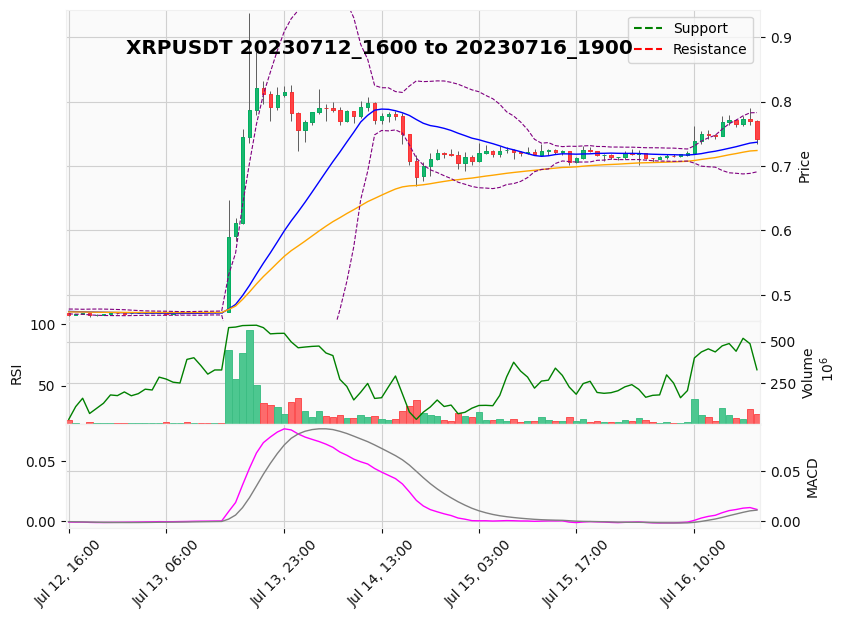 XRPUSDT 20230712_1600 to 20230716_1900
Support
Resistance
0.9
0.8
0.7
0.6
0.5
Price
100
50
RSI
500
250
Volume
10^6
0.05
0.00
0.05
0.00
MACD
Jul 12, 16:00
Jul 13, 06:00
Jul 13, 23:00
Jul 14, 13:00
Jul 15, 03:00
Jul 15, 17:00
Jul 16, 10:00